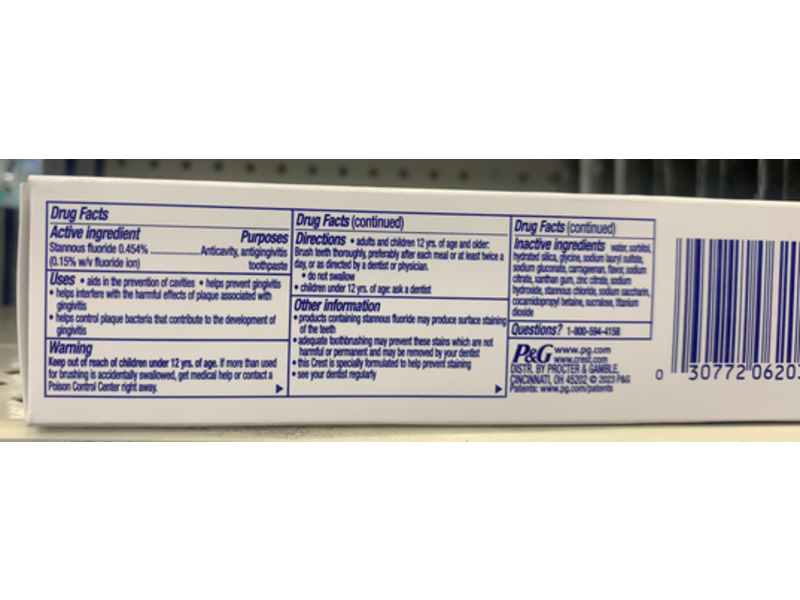 Drug Facts
Active ingredient Purposes
Stannous fluoride 0.454% Anticavity, antigingivitis
(0.15% w/v fluoride ion) toothpaste
Uses • aids in the prevention of cavities • helps prevent gingivitis
• helps interfere with the harmful effects of plaque associated with
gingivitis
• helps control plaque bacteria that contribute to the development of
gingivitis
Warning
Keep out of reach of children under 12 yrs. of age. If more than used
for brushing is accidentally swallowed, get medical help or contact a
Poison Control Center right away.
Drug Facts (continued)
Directions • adults and children 12 yrs. of age and older:
Brush teeth thoroughly, preferably after each meal or at least twice a
day, or as directed by a dentist or physician.
• do not swallow
• children under 12 yrs. of age: ask a dentist
Other information
• products containing stannous fluoride may produce surface staining
of the teeth
• adequate toothbrushing may prevent these stains which are not
harmful or permanent and may be removed by your dentist
• this Crest is specially formulated to help prevent staining
• see your dentist regularly
Drug Facts (continued)
Inactive ingredients water, sorbitol,
hydrated silica, glycine, sodium lauryl sulfate,
sodium gluconate, carrageenan, flavor, sodium
citrate, xanthan gum, zinc citrate, sodium
hydroxide, stannous chloride, sodium saccharin,
cocamidopropyl betaine, sucralose, titanium
dioxide
Questions? 1-800-594-4158
P&G www.pg.com
www.crest.com
DISTR. BY PROCTER & GAMBLE,
CINCINNATI, OH 45202 © 2023 P&G
Patents: www.pg.com/patents
0 30772 06203